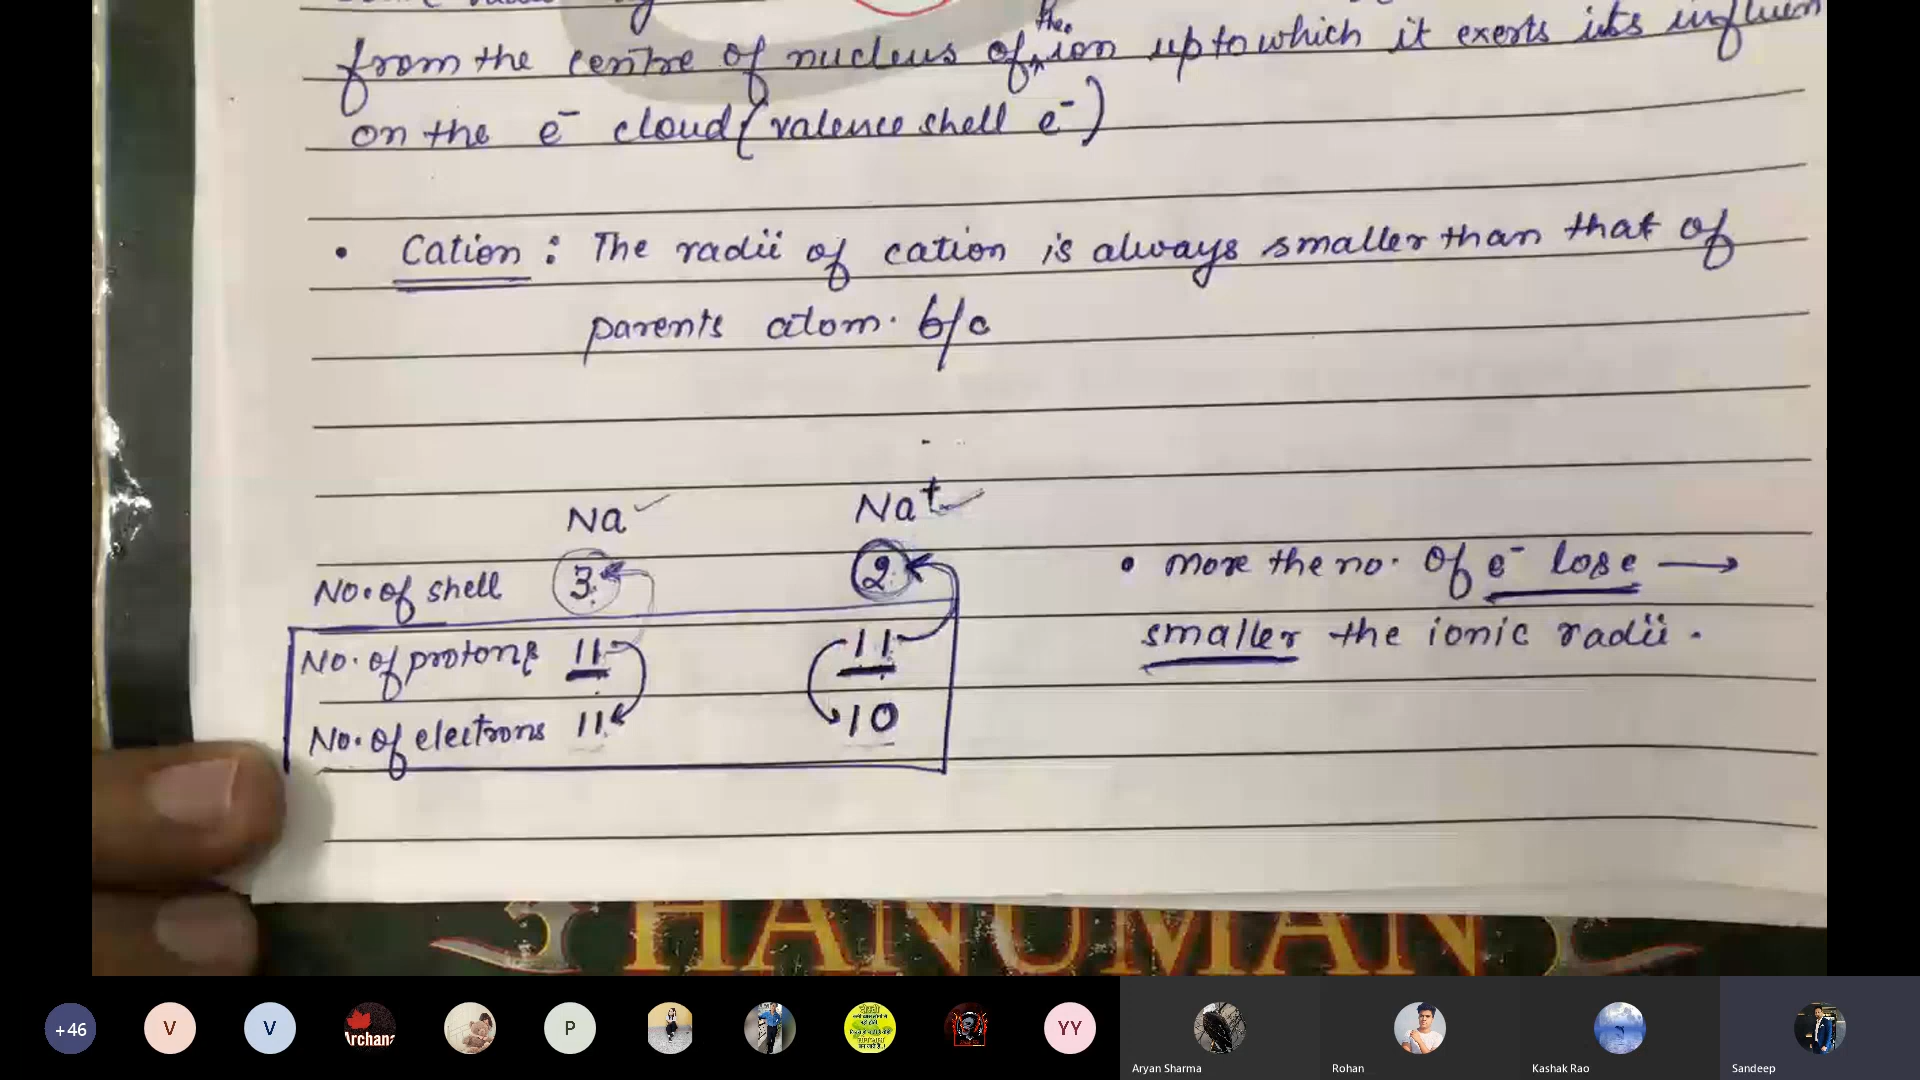 from the centre of nucleus of the ion upto which it exerts its influen
on the e⁻ cloud (valence shell e⁻)
• Cation : The radii of cation is always smaller than that of
parents atom. b/c
Na Na⁺
No. of shell 3 2
No. of protons 11 11
No. of electrons 11 10
• More the no. of e⁻ lose →
smaller the ionic radii.
HANUMAN
+46
V
V
Archana
P
YY
Aryan Sharma
Rohan
Kashak Rao
Sandeep